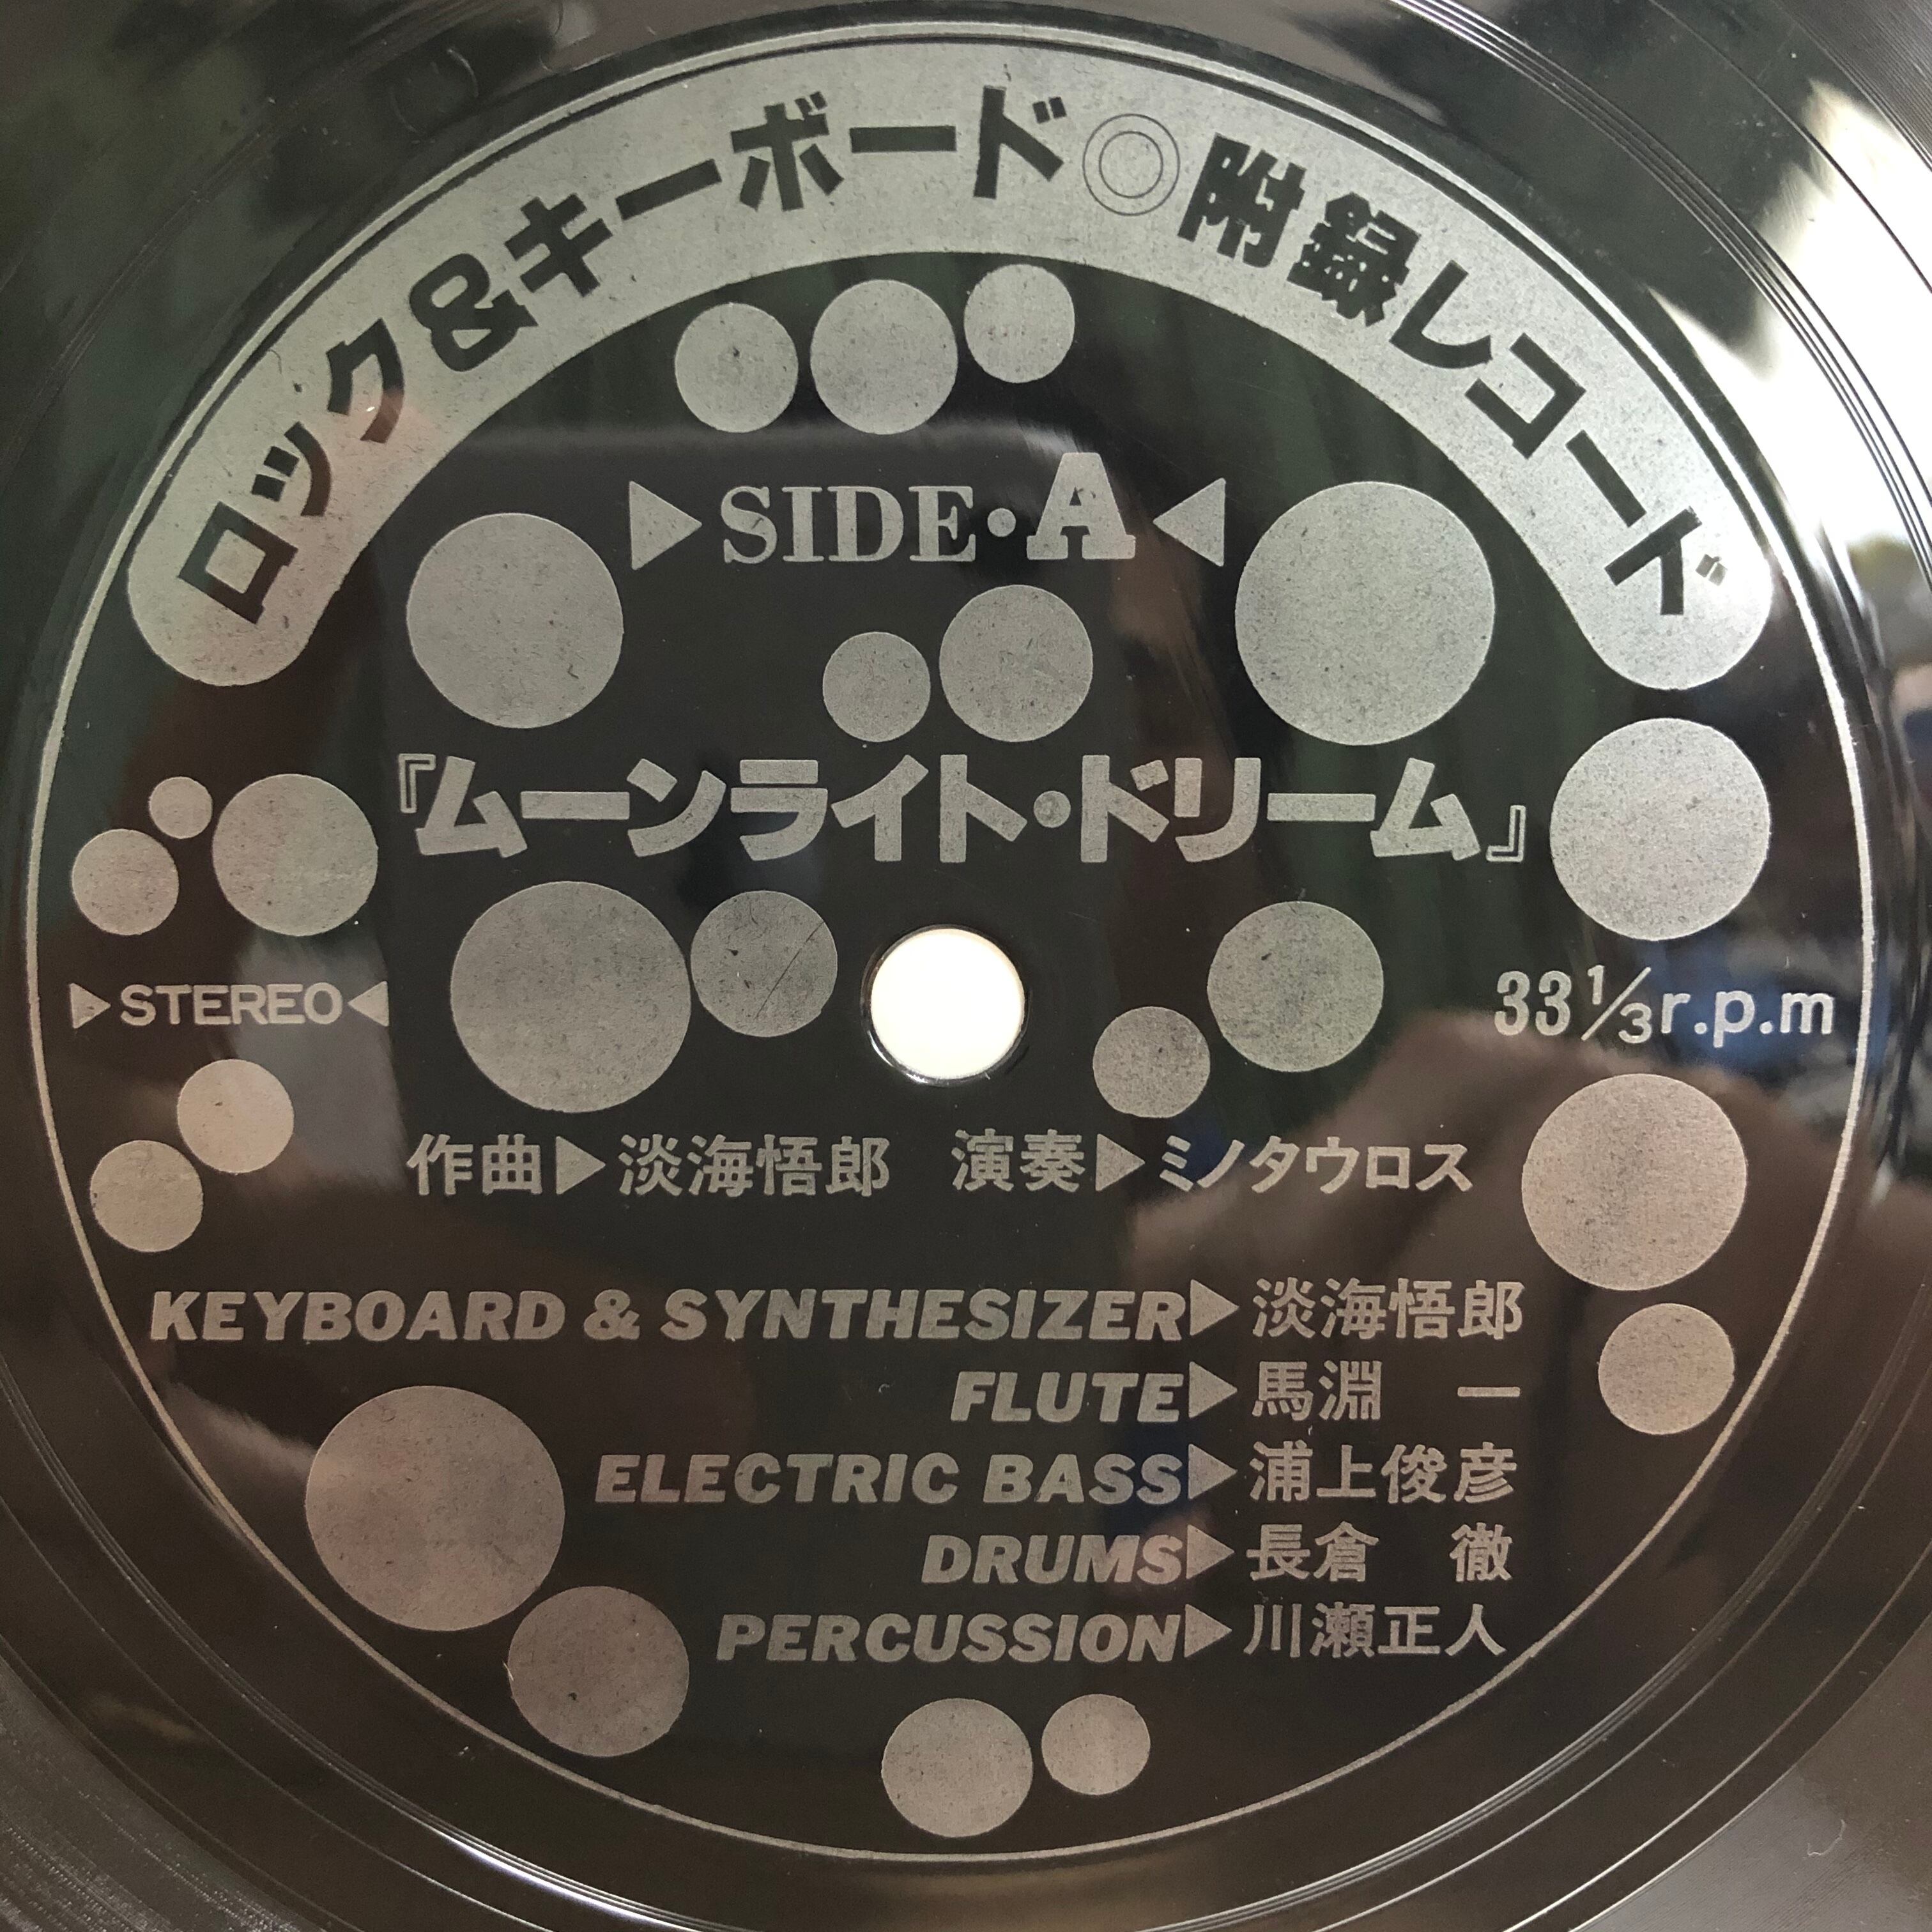 ロック&キーボード◎附録レコード
▶SIDE・A◀
『ムーンライト・ドリーム』
▶STEREO◀
33 1/3 r.p.m
作曲▶淡海悟郎 演奏▶ミノタウロス
KEYBOARD & SYNTHESIZER▶淡海悟郎
FLUTE▶馬淵 一
ELECTRIC BASS▶浦上俊彦
DRUMS▶長倉 徹
PERCUSSION▶川瀬正人